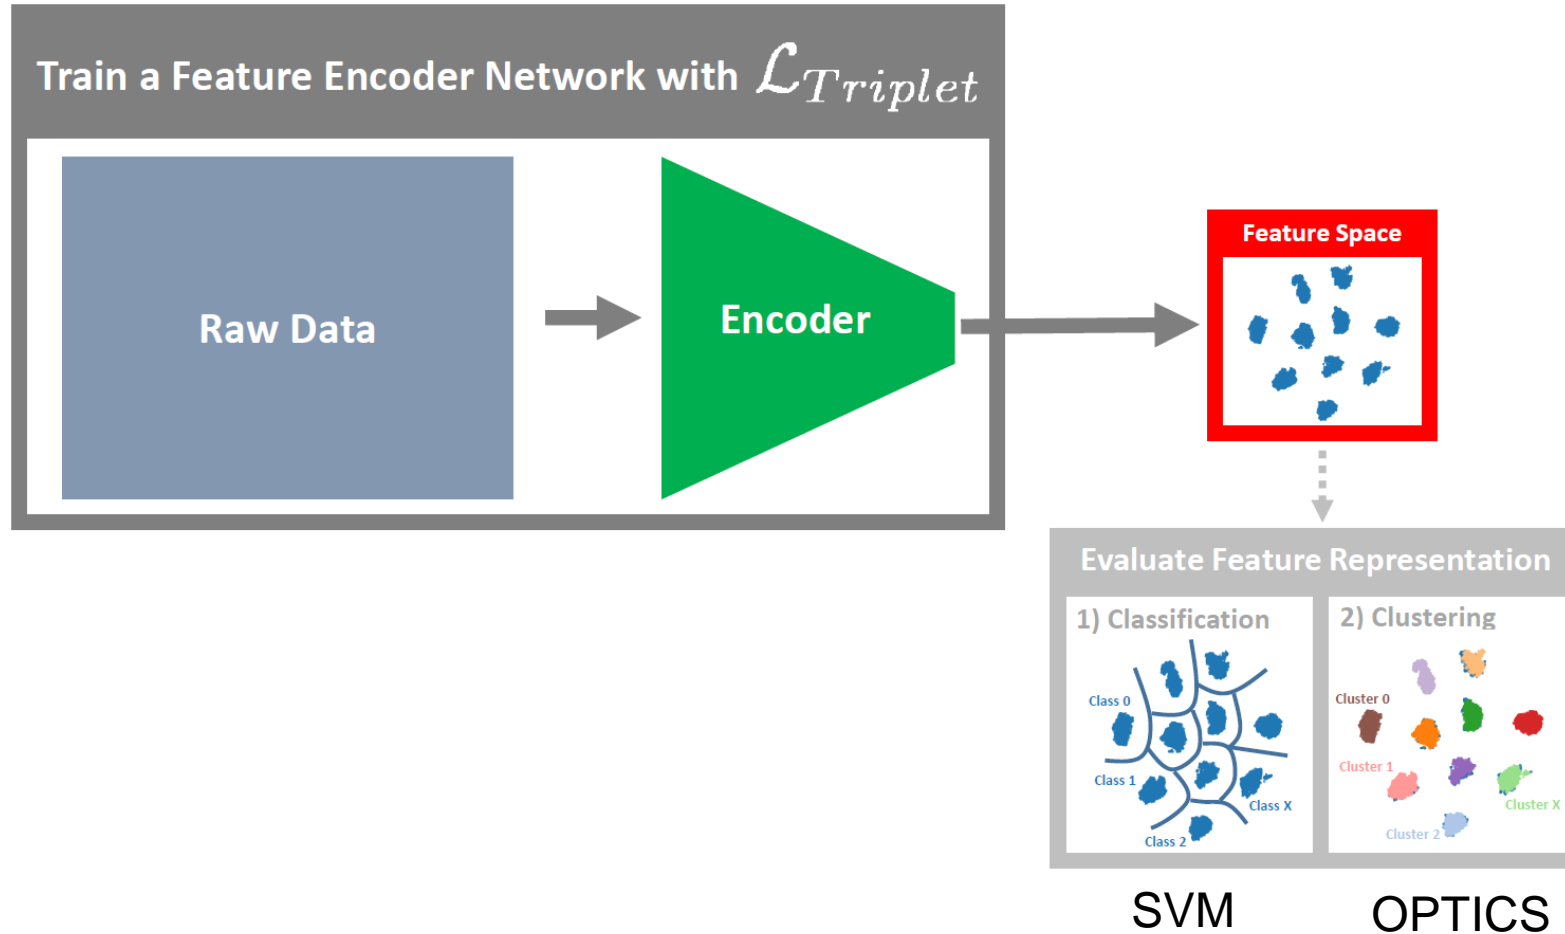 Train a Feature Encoder Network with ℒ_Triplet
Raw Data
Encoder
Feature Space
Evaluate Feature Representation
1) Classification
Class 0
Class 1
Class 2
Class X
2) Clustering
Cluster 0
Cluster 1
Cluster 2
Cluster X
SVM
OPTICS